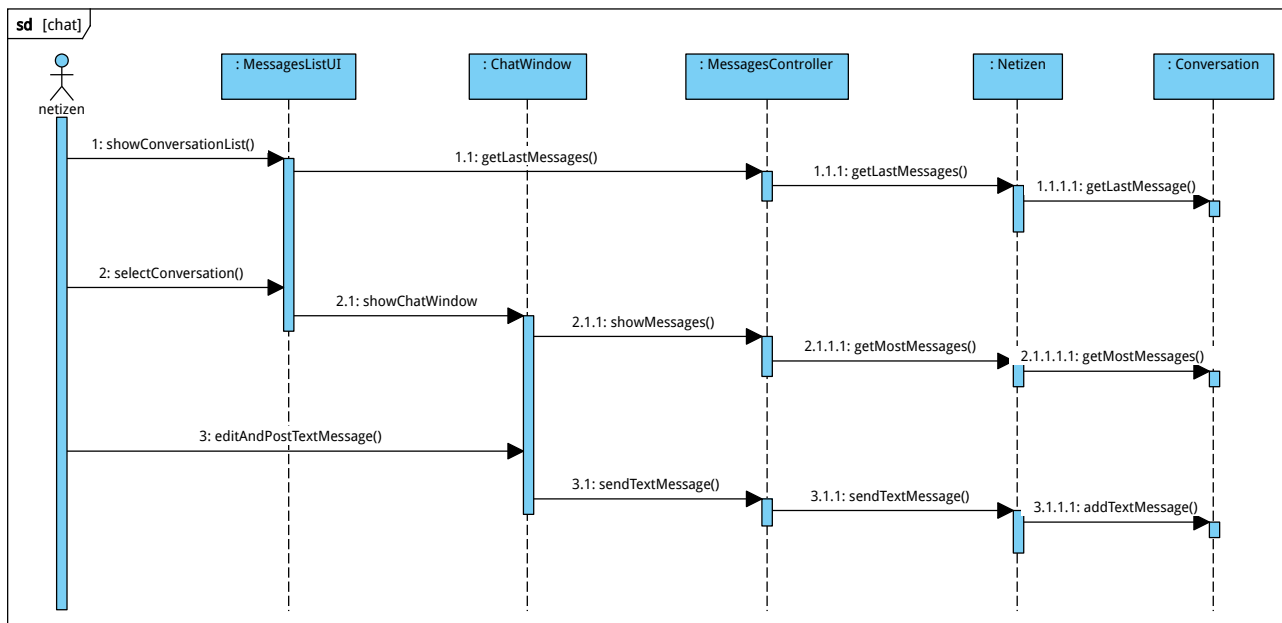 sd [chat]
: MessagesListUI
: ChatWindow
: MessagesController
: Netizen
: Conversation
netizen
1: showConversationList()
1.1: getLastMessages()
1.1.1: getLastMessages()
1.1.1.1: getLastMessage()
2: selectConversation()
2.1: showChatWindow
2.1.1: showMessages()
2.1.1.1: getMostMessages()
2.1.1.1.1: getMostMessages()
3: editAndPostTextMessage()
3.1: sendTextMessage()
3.1.1: sendTextMessage()
3.1.1.1: addTextMessage()